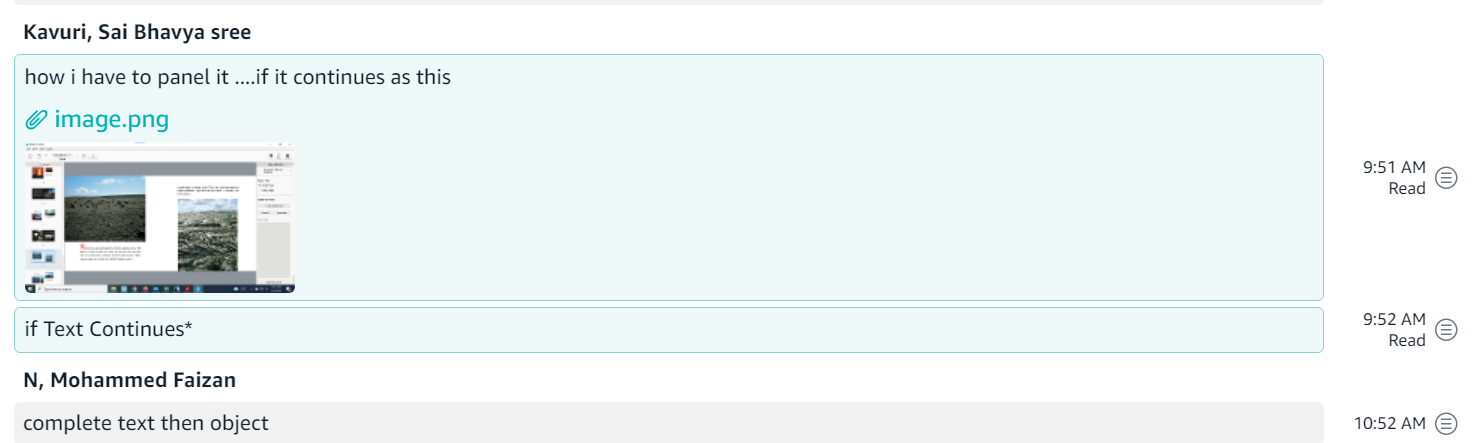 Kavuri, Sai Bhavya sree
how i have to panel it ....if it continues as this
image.png
9:51 AM
Read
if Text Continues*
9:52 AM
Read
N, Mohammed Faizan
complete text then object
10:52 AM